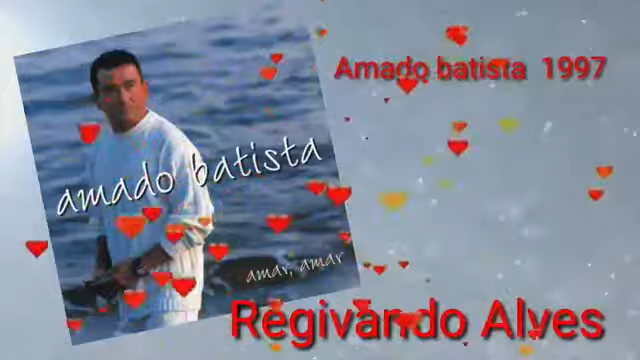 Amado batista 1997
amado batista
amar, amar
Regivando Alves